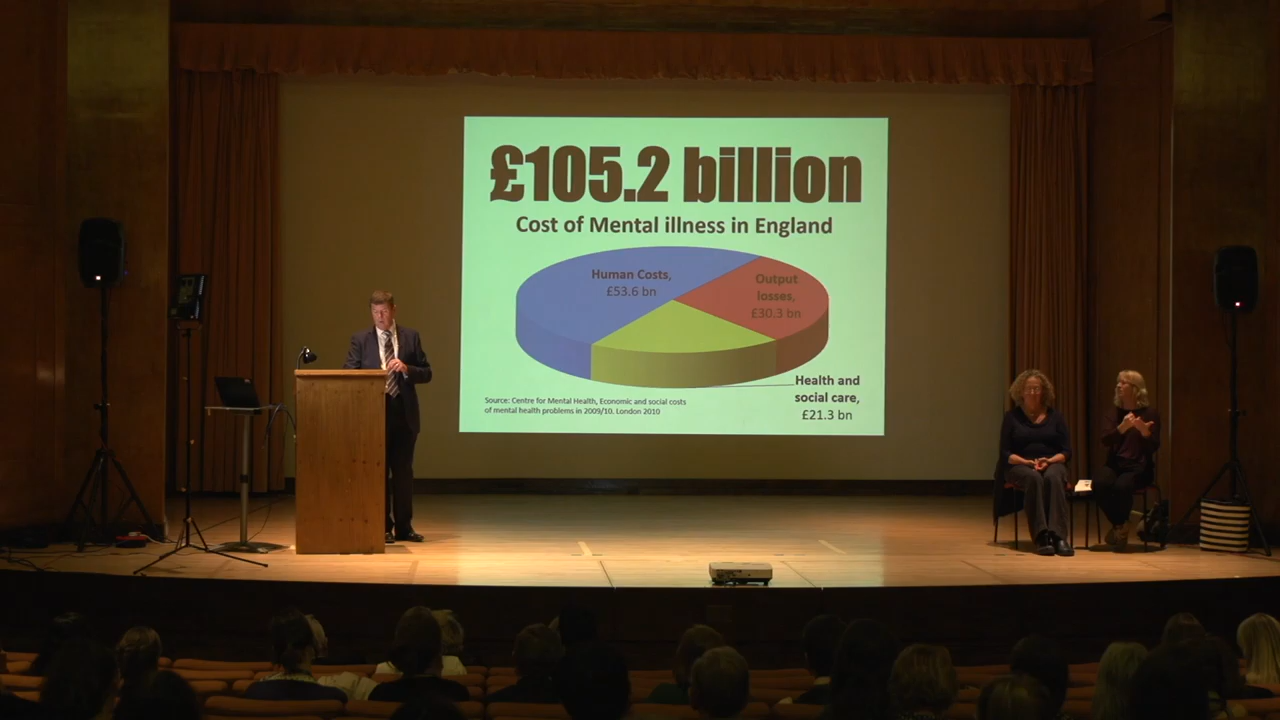 £105.2 billion
Cost of Mental illness in England
Human Costs,
£53.6 bn
Output
losses,
£30.3 bn
Health and
social care,
£21.3 bn
Source: Centre for Mental Health, Economic and social costs
of mental health problems in 2009/10. London 2010